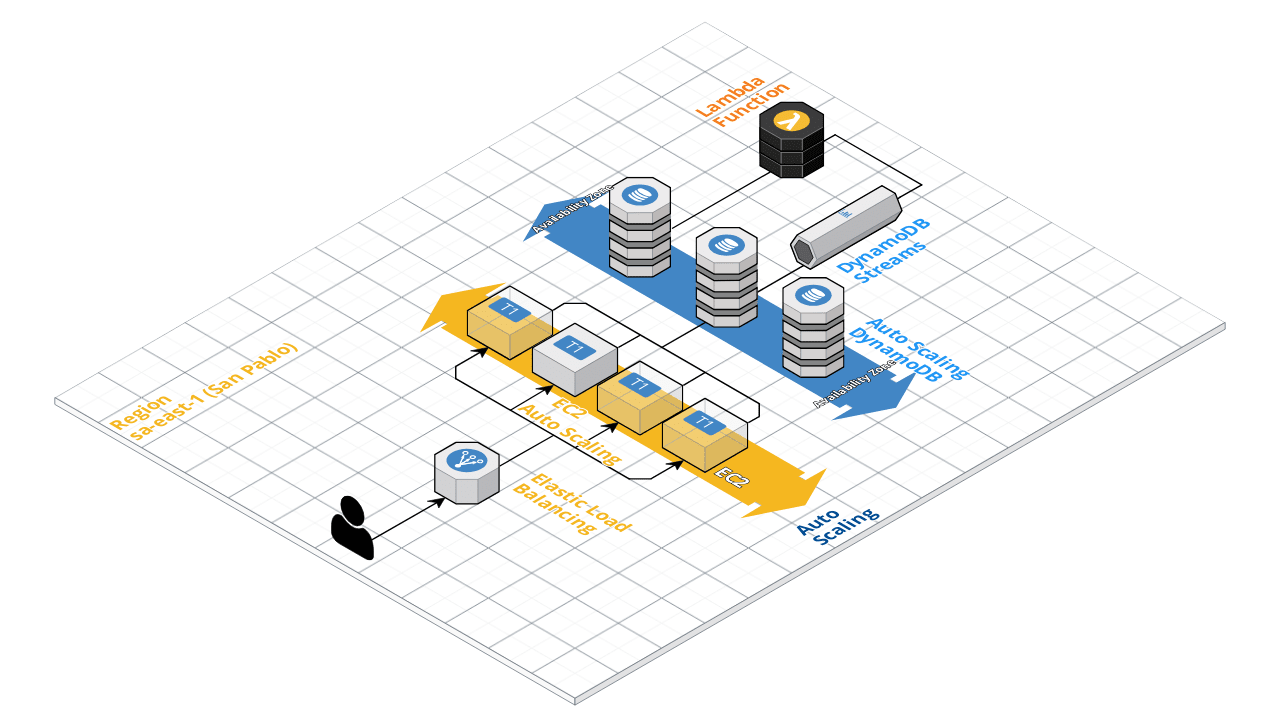 Lambda
Function
Availability Zone
DynamoDB
Streams
T1
T1
T1
T1
Auto Scaling
DynamoDB
Availability Zone
Region
sa-east-1 (San Pablo)
EC2
Auto Scaling
EC2
Elastic Load
Balancing
Auto
Scaling